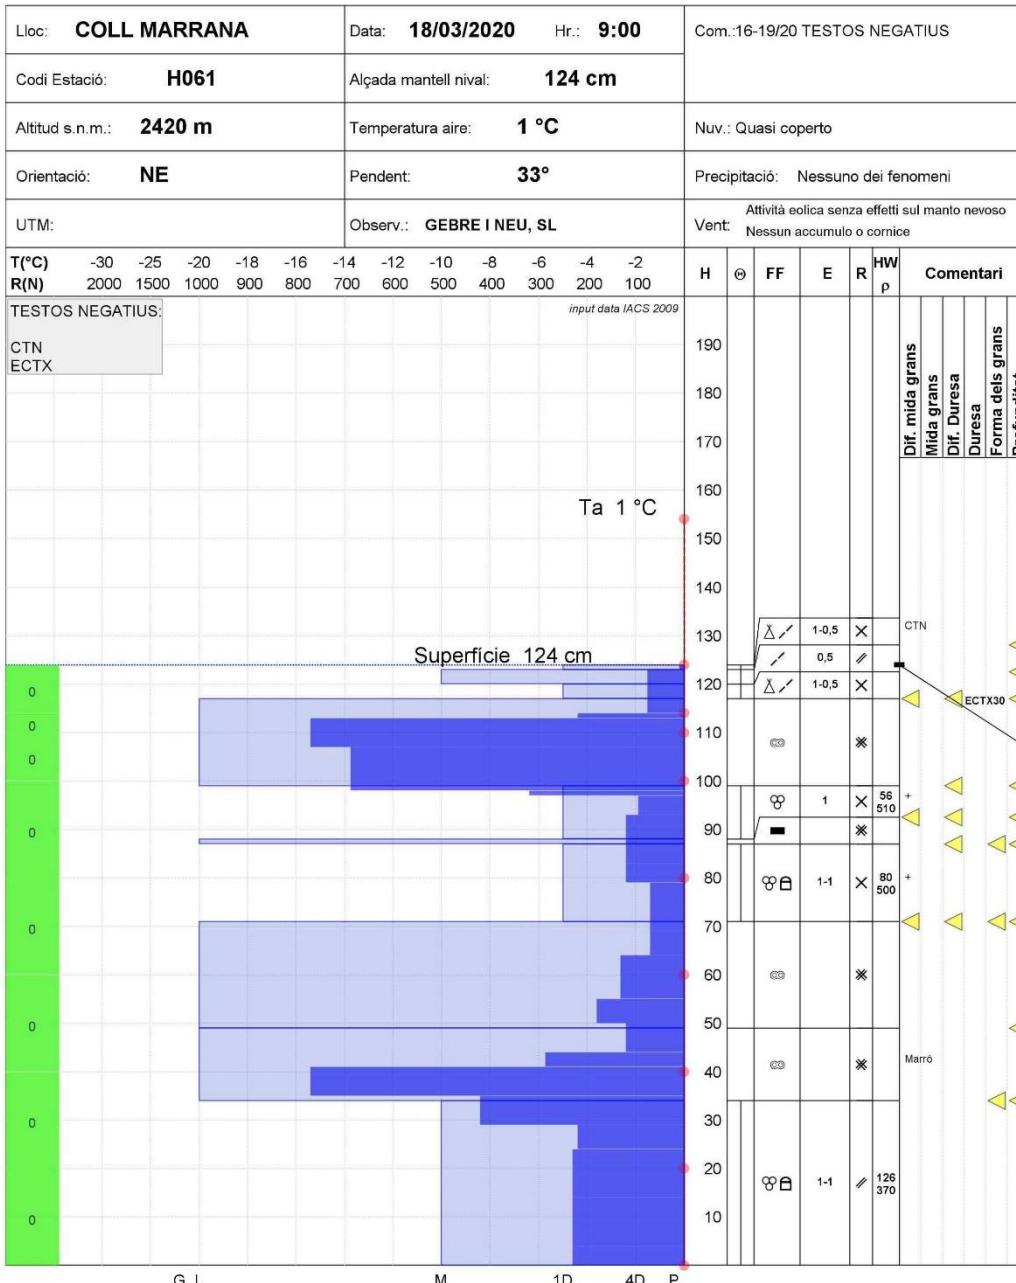 Lloc: COLL MARRANA Data: 18/03/2020 Hr.: 9:00 Com.:16-19/20 TESTOS NEGATIUS
Codi Estació: H061 Alçada mantell nival: 124 cm
Altitud s.n.m.: 2420 m Temperatura aire: 1 °C Nuv.: Quasi coperto
Orientació: NE Pendent: 33° Precipitació: Nessuno dei fenomeni
UTM: Observ.: GEBRE I NEU, SL Vent: Attività eolica senza effetti sul manto nevoso
Nessun accumulo o cornice
T(°C) -30 -25 -20 -18 -16 -14 -12 -10 -8 -6 -4 -2
R(N) 2000 1500 1000 900 800 700 600 500 400 300 200 100
H FF E R HW ρ Comentari
TESTOS NEGATIUS:
CTN
ECTX
input data IACS 2009
Dif. mida grans
Mida grans
Dif. Duresa
Duresa
Forma dels grans
190
180
170
160
Ta 1 °C
150
140
130 1-0,5 CTN
Superfície 124 cm
0,5
120 1-0,5
0
ECTX30
110
0
0
100
1 56 510 +
90
0
80 1-1 80 500 +
70
0
60
50
0
40 Marró
30
0
20 1-1 126 370
10
0
G I M 1D 4D P